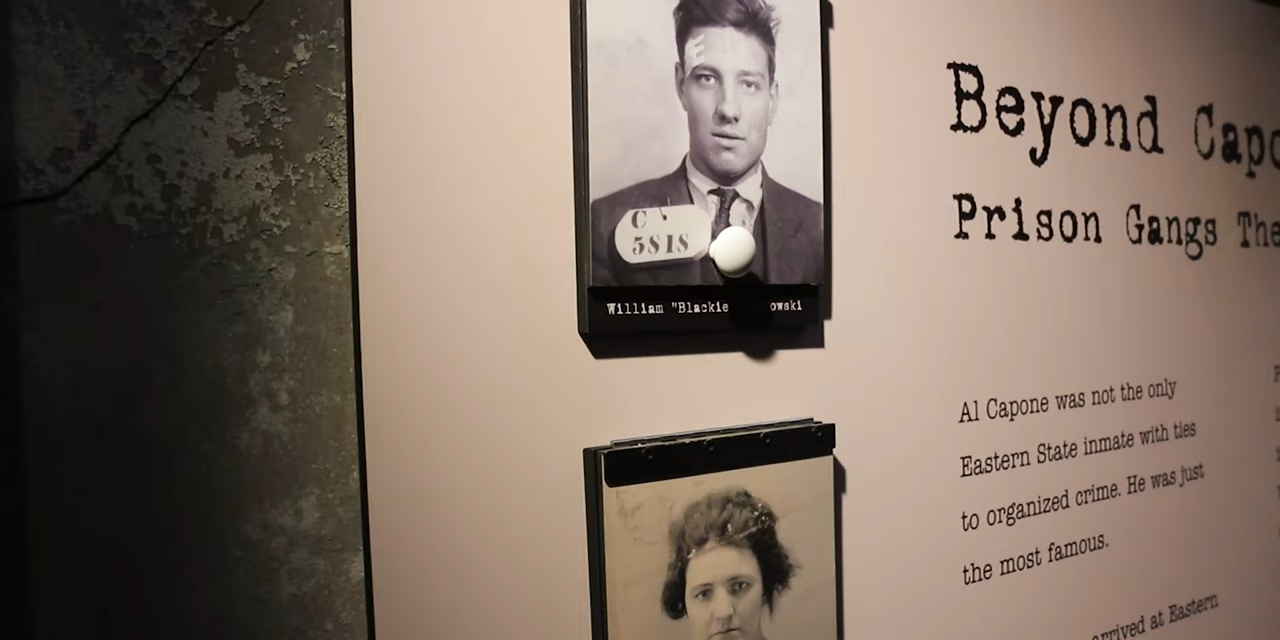 C
5818
William "Blackie owski
Beyond Capo
Prison Gangs The
Al Capone was not the only
Eastern State inmate with ties
to organized crime. He was just
the most famous.
arrived at Eastern